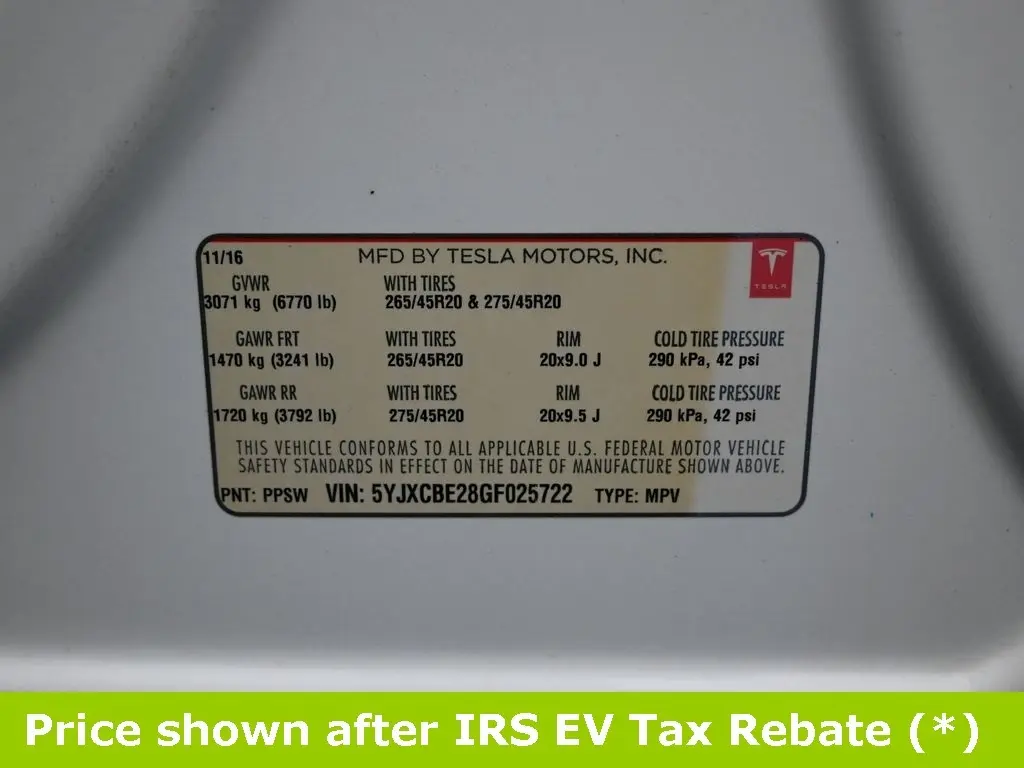 11/16 MFD BY TESLA MOTORS, INC.
TESLA
GVWR WITH TIRES
3071 kg (6770 lb) 265/45R20 & 275/45R20
GAWR FRT WITH TIRES RIM COLD TIRE PRESSURE
1470 kg (3241 lb) 265/45R20 20x9.0 J 290 kPa, 42 psi
GAWR RR WITH TIRES RIM COLD TIRE PRESSURE
1720 kg (3792 lb) 275/45R20 20x9.5 J 290 kPa, 42 psi
THIS VEHICLE CONFORMS TO ALL APPLICABLE U.S. FEDERAL MOTOR VEHICLE
SAFETY STANDARDS IN EFFECT ON THE DATE OF MANUFACTURE SHOWN ABOVE.
PNT: PPSW VIN: 5YJXCBE28GF025722 TYPE: MPV
Price shown after IRS EV Tax Rebate (*)